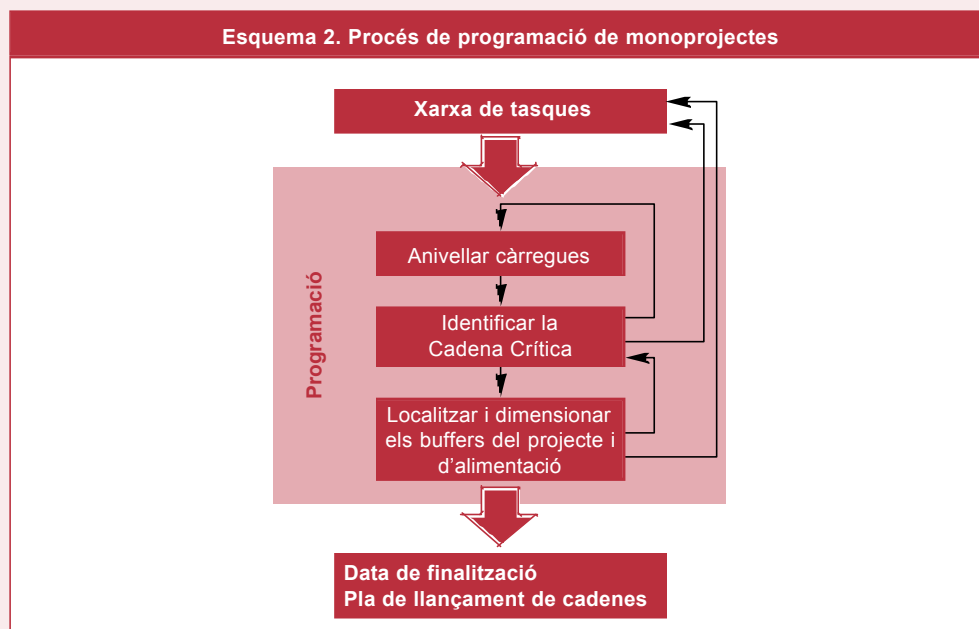 Esquema 2. Procés de programació de monoprojectes
Xarxa de tasques
Programació
Anivellar càrregues
Identificar la
Cadena Crítica
Localitzar i dimensionar
els buffers del projecte i
d'alimentació
Data de finalització
Pla de llançament de cadenes